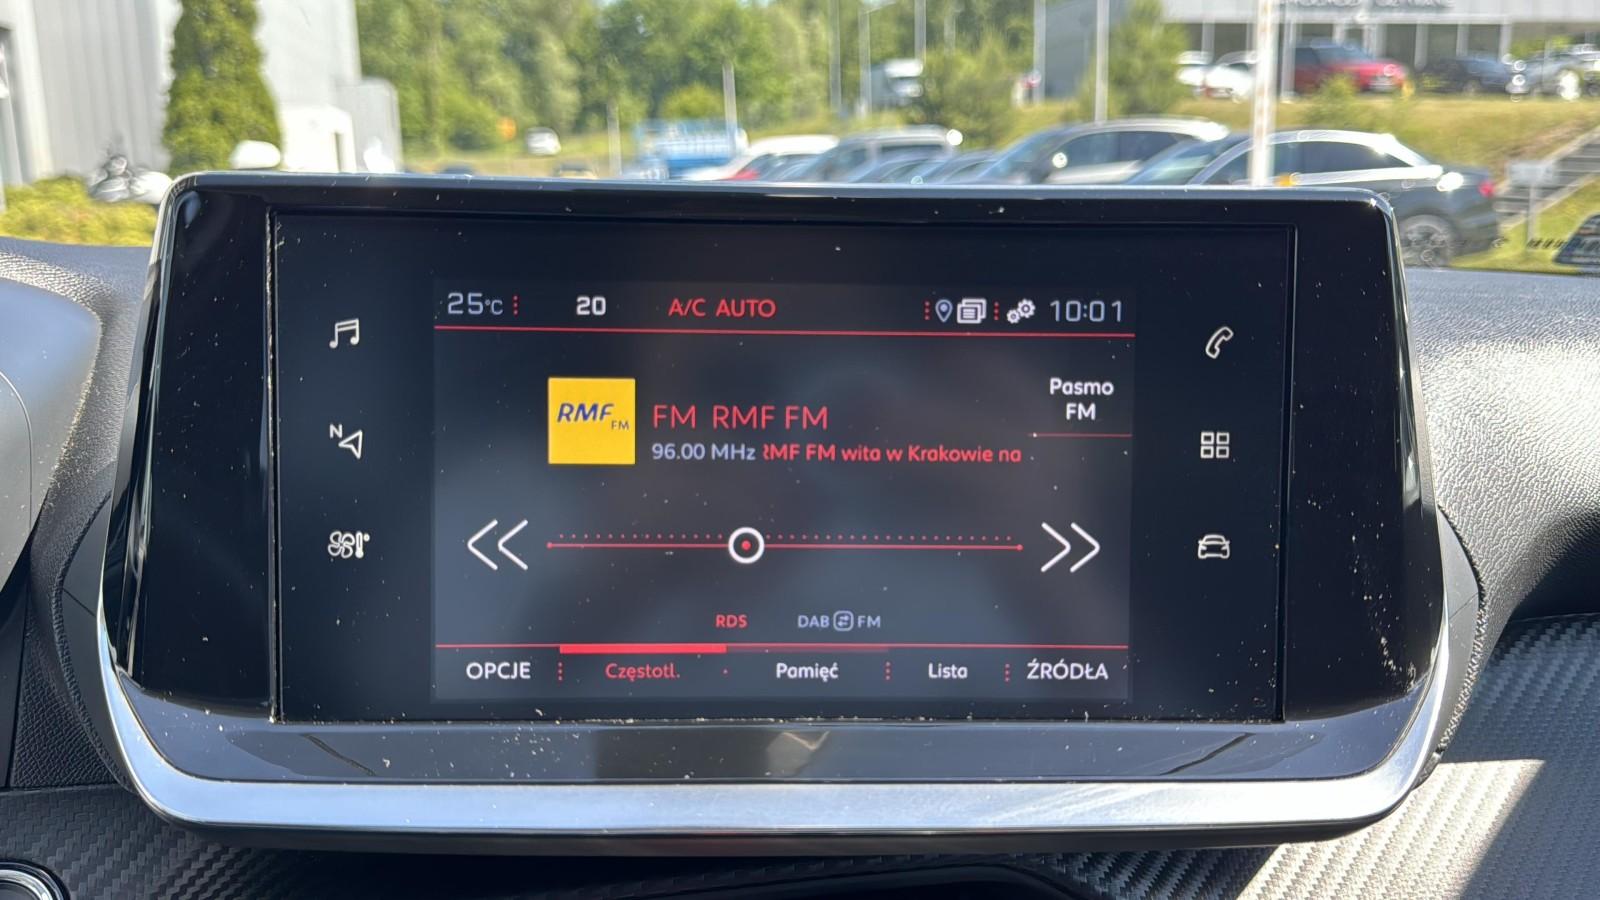 25°C 20 A/C AUTO 10:01
Pasmo
FM
RMF FM
FM RMF FM
96.00 MHz RMF FM wita w Krakowie na
N
RDS DAB FM
OPCJE Częstotl. Pamięć Lista ŹRÓDŁA